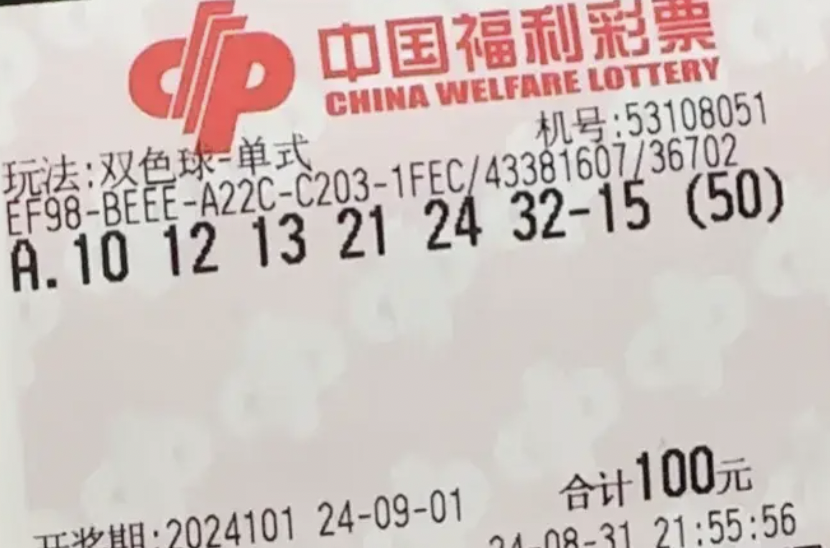 中国福利彩票
CHINA WELFARE LOTTERY
机号:53108051
玩法:双色球-单式
EF98-BEEE-A22C-C203-1FEC/43381607/36702
A.10 12 13 21 24 32-15 (50)
合计100元
开奖期:2024101 24-09-01
24-08-31 21:55:56